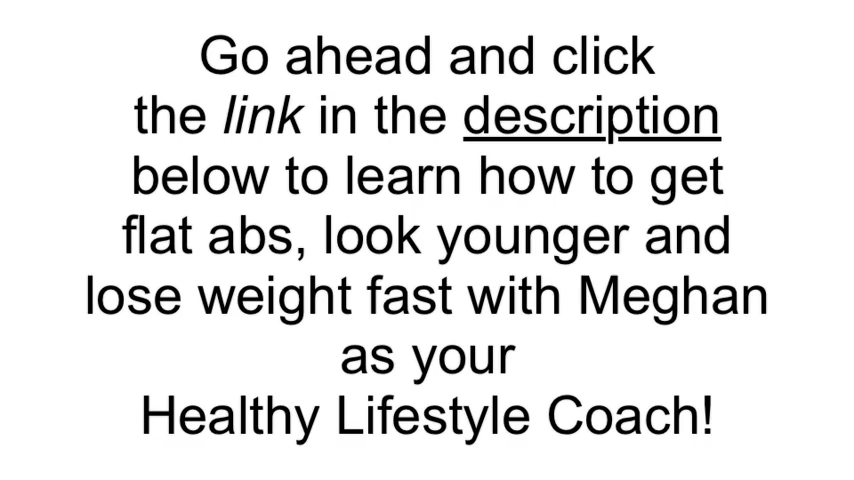 Go ahead and click
the link in the description
below to learn how to get
flat abs, look younger and
lose weight fast with Meghan
as your
Healthy Lifestyle Coach!